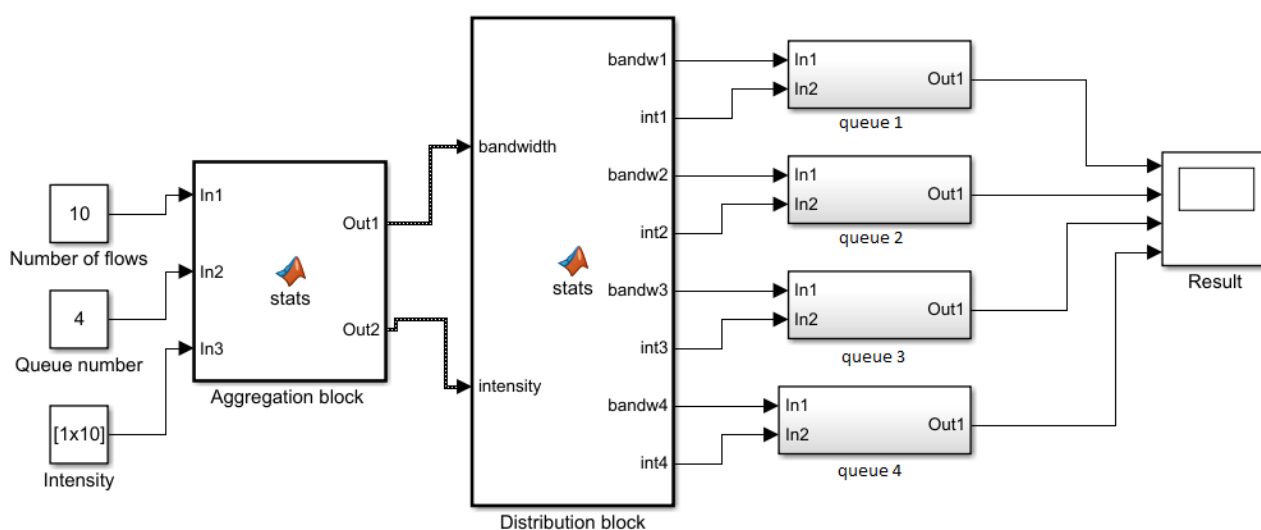 10
Number of flows
4
Queue number
[1x10]
Intensity
In1
In2
In3
stats
Out1
Out2
Aggregation block
bandwidth
intensity
stats
bandw1
int1
bandw2
int2
bandw3
int3
bandw4
int4
Distribution block
In1
In2
Out1
queue 1
In1
In2
Out1
queue 2
In1
In2
Out1
queue 3
In1
In2
Out1
queue 4
Result